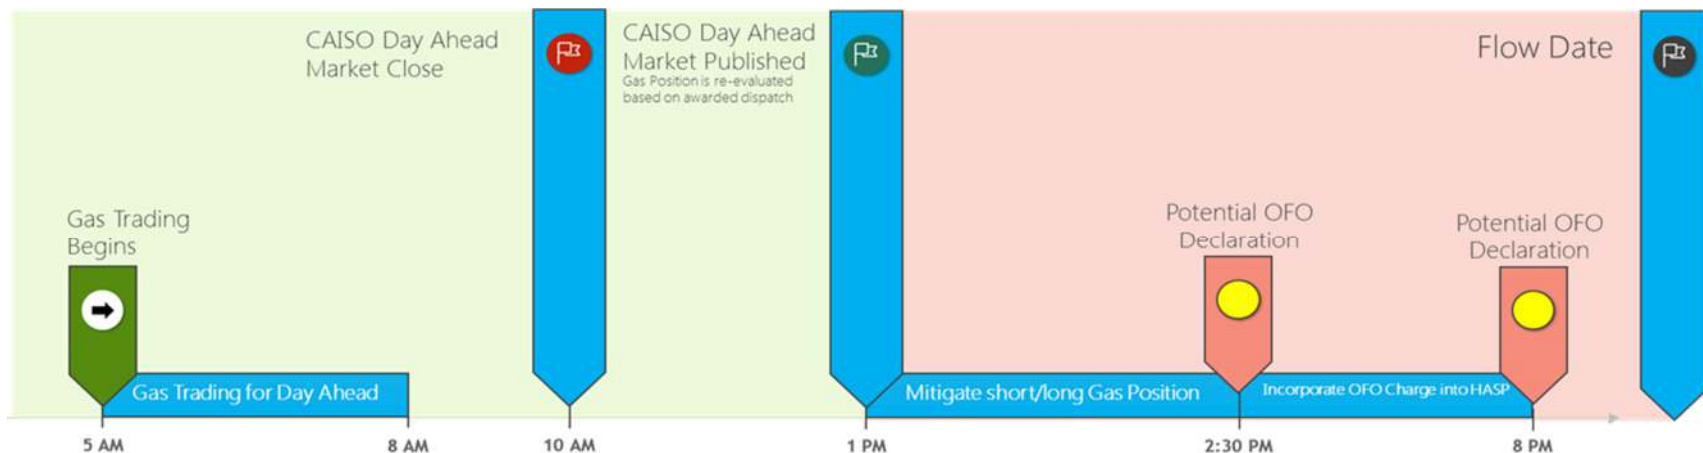 CAISO Day Ahead
Market Close
CAISO Day Ahead
Market Published
Gas Position is re-evaluated
based on awarded dispatch
Flow Date
Gas Trading
Begins
Potential OFO
Declaration
Potential OFO
Declaration
Gas Trading for Day Ahead
Mitigate short/long Gas Position
Incorporate OFO Charge into HASP
5 AM
8 AM
10 AM
1 PM
2:30 PM
8 PM